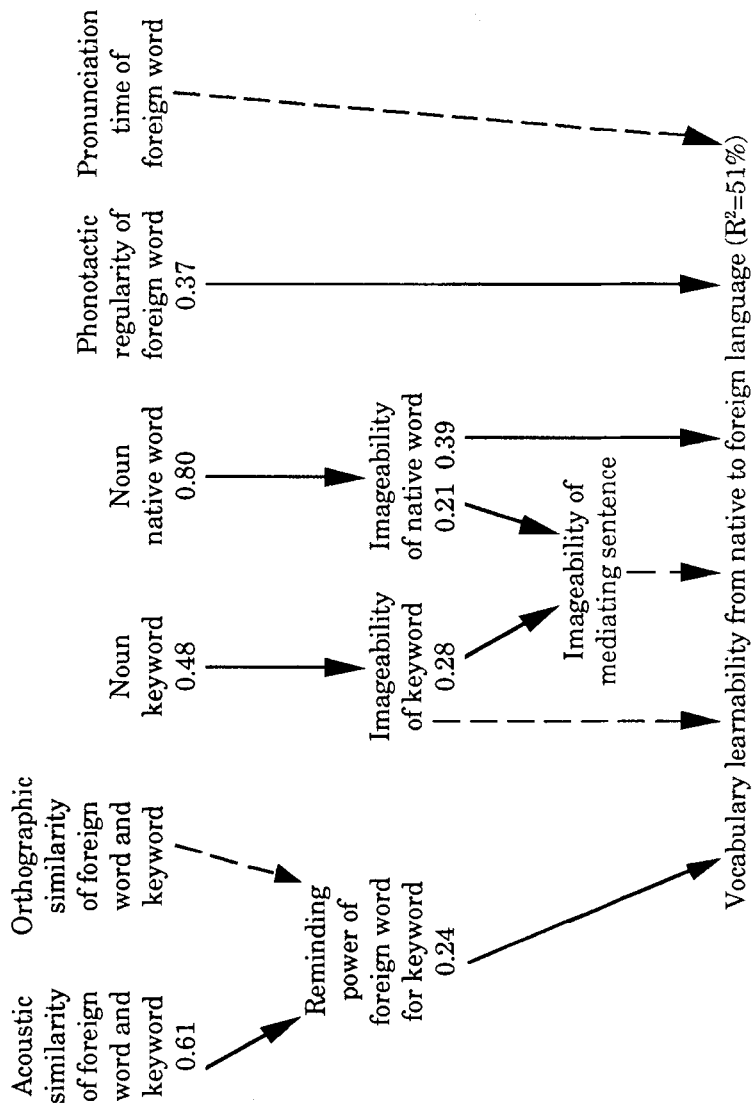 Acoustic
similarity
of foreign
word and
keyword
0.61
Orthographic
similarity
of foreign
word and
keyword
Noun
keyword
0.48
Noun
native word
0.80
Phonotactic
regularity of
foreign word
0.37
Pronunciation
time of
foreign word
Reminding
power of
foreign word
for keyword
0.24
Imageability
of keyword
0.28
Imageability
of native word
0.21 0.39
Imageability of
mediating sentence
Vocabulary learnability from native to foreign language (R²=51%)